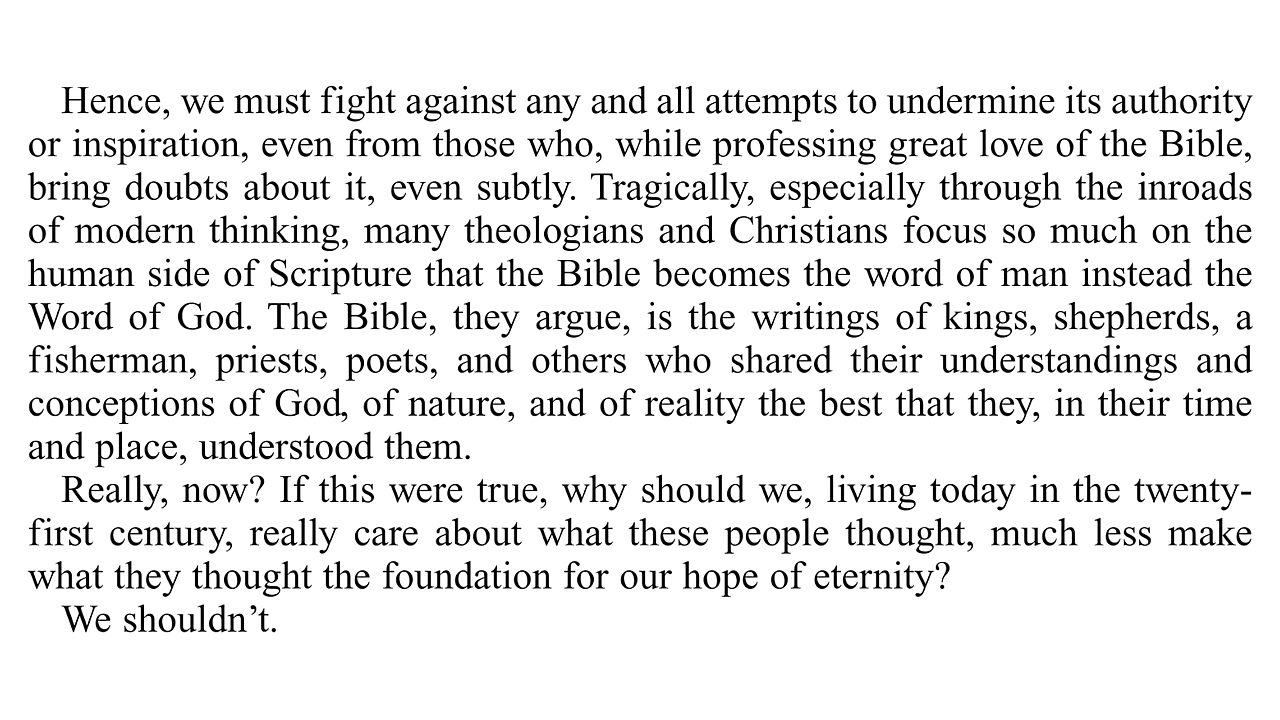 Hence, we must fight against any and all attempts to undermine its authority
or inspiration, even from those who, while professing great love of the Bible,
bring doubts about it, even subtly. Tragically, especially through the inroads
of modern thinking, many theologians and Christians focus so much on the
human side of Scripture that the Bible becomes the word of man instead the
Word of God. The Bible, they argue, is the writings of kings, shepherds, a
fisherman, priests, poets, and others who shared their understandings and
conceptions of God, of nature, and of reality the best that they, in their time
and place, understood them.
Really, now? If this were true, why should we, living today in the twenty-
first century, really care about what these people thought, much less make
what they thought the foundation for our hope of eternity?
We shouldn’t.